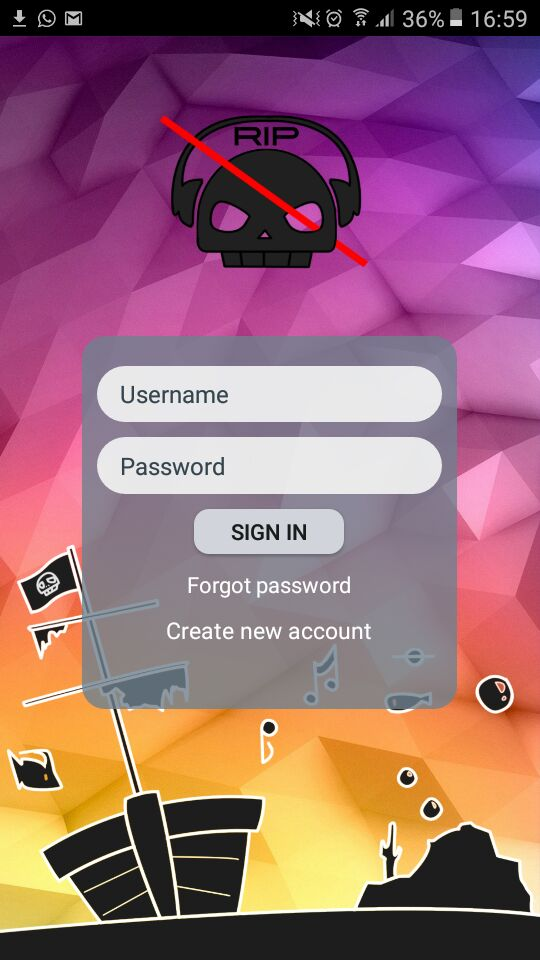 36% 16:59
RIP
Username
Password
SIGN IN
Forgot password
Create new account